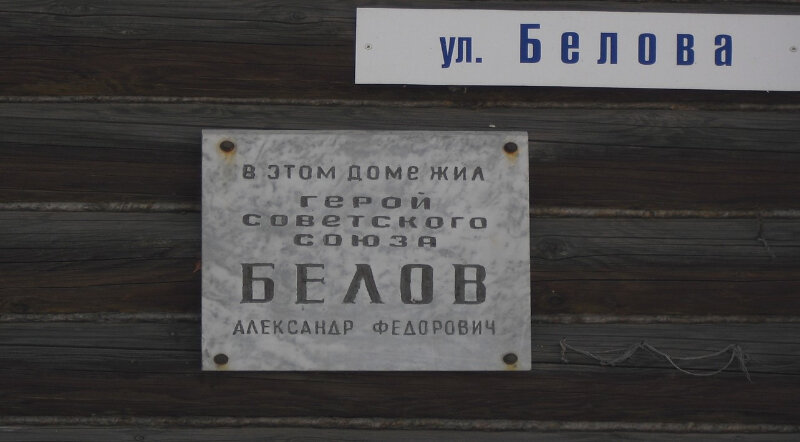 ул. Белова
В ЭТОМ ДОМЕ ЖИЛ
ГЕРОЙ
СОВЕТСКОГО
СОЮЗА
БЕЛОВ
АЛЕКСАНДР ФЕДОРОВИЧ